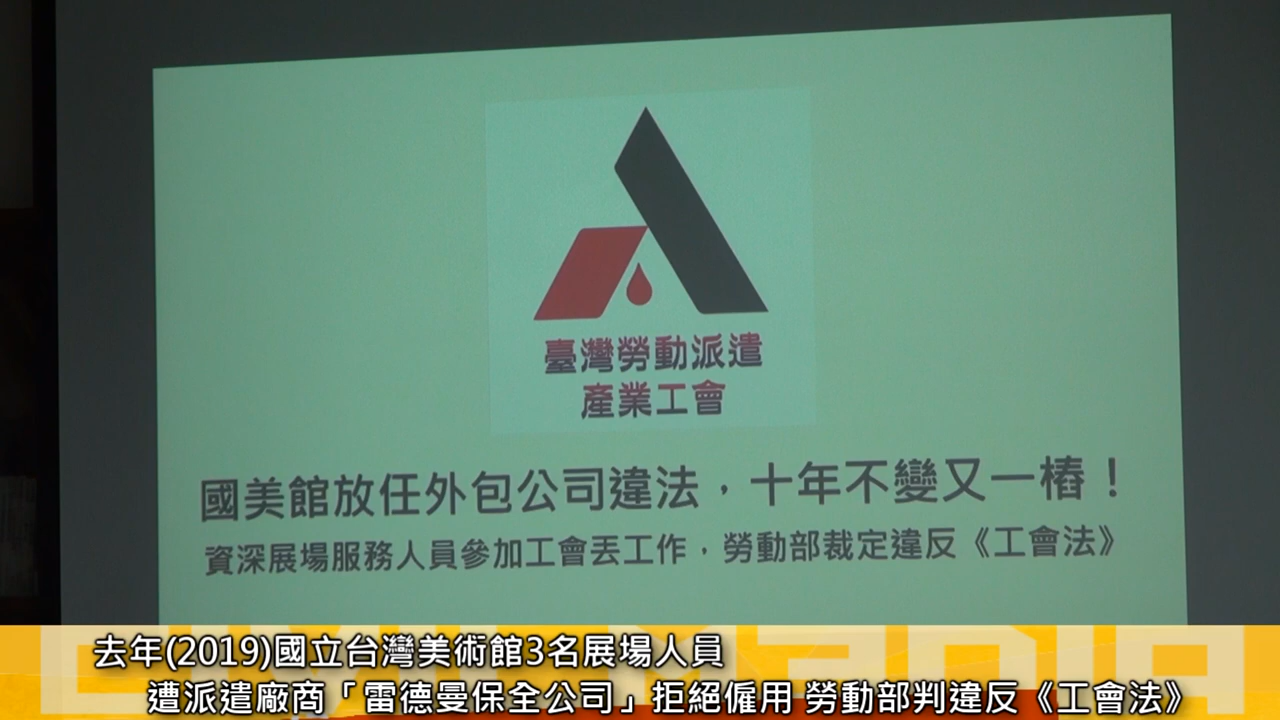 臺灣勞動派遣
產業工會
國美館放任外包公司違法，十年不變又一樁！
資深展場服務人員參加工會丟工作，勞動部裁定違反《工會法》
去年(2019)國立台灣美術館3名展場人員
遭派遣廠商「雷德曼保全公司」拒絕僱用 勞動部判違反《工會法》